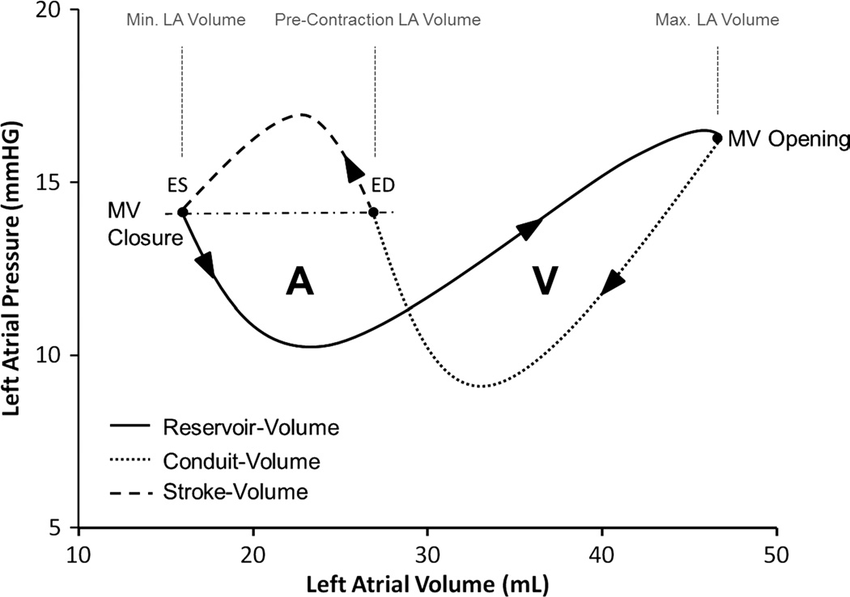 Min. LA Volume
Pre-Contraction LA Volume
Max. LA Volume
20
15
10
5
Left Atrial Pressure (mmHG)
ES
ED
MV Opening
MV
Closure
A
V
Reservoir-Volume
Conduit-Volume
Stroke-Volume
10
20
30
40
50
Left Atrial Volume (mL)